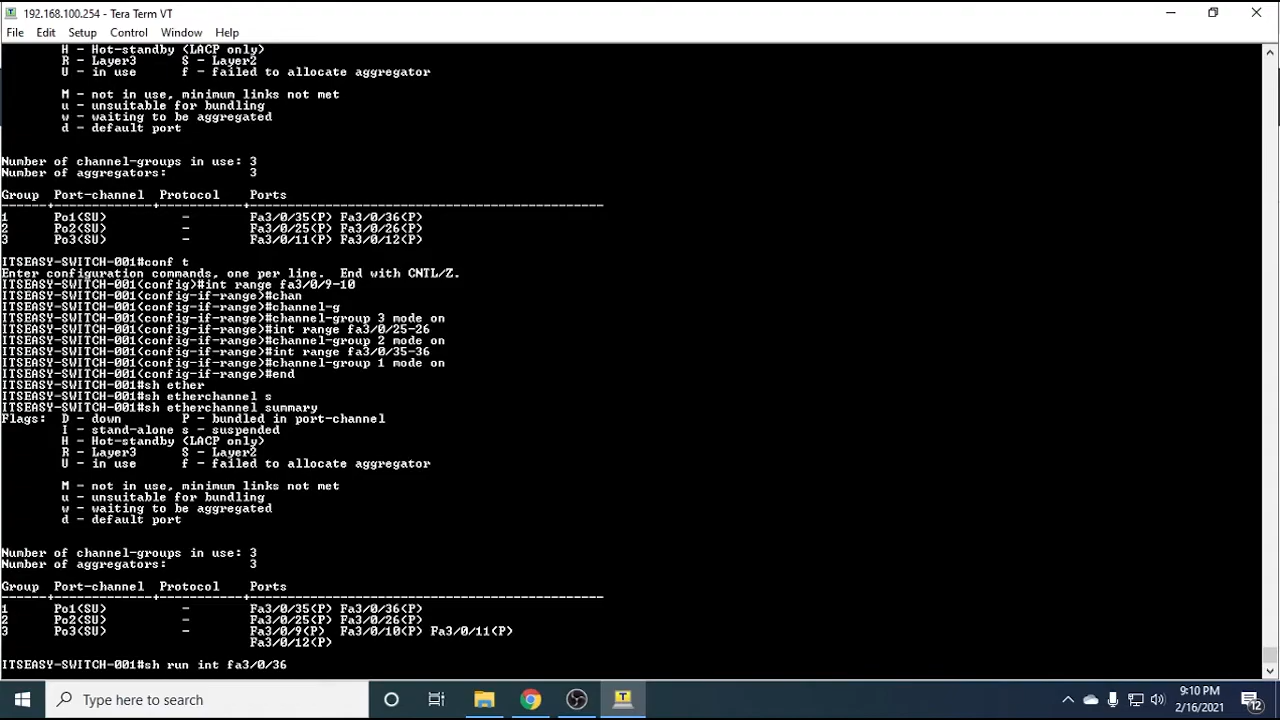 192.168.100.254 - Tera Term VT
File Edit Setup Control Window Help
H - Hot-standby (LACP only)
R - Layer3 S - Layer2
U - in use f - failed to allocate aggregator
M - not in use, minimum links not met
u - unsuitable for bundling
w - waiting to be aggregated
d - default port
Number of channel-groups in use: 3
Number of aggregators: 3
Group Port-channel Protocol Ports
------+-------------+-----------+-----------------------------------------------
1 Po1(SU) - Fa3/0/35(P) Fa3/0/36(P)
2 Po2(SU) - Fa3/0/25(P) Fa3/0/26(P)
3 Po3(SU) - Fa3/0/11(P) Fa3/0/12(P)
ITSEASY-SWITCH-001#conf t
Enter configuration commands, one per line. End with CNTL/Z.
ITSEASY-SWITCH-001(config)#int range fa3/0/9-10
ITSEASY-SWITCH-001(config-if-range)#chan
ITSEASY-SWITCH-001(config-if-range)#channel-g
ITSEASY-SWITCH-001(config-if-range)#channel-group 3 mode on
ITSEASY-SWITCH-001(config-if-range)#int range fa3/0/25-26
ITSEASY-SWITCH-001(config-if-range)#channel-group 2 mode on
ITSEASY-SWITCH-001(config-if-range)#int range fa3/0/35-36
ITSEASY-SWITCH-001(config-if-range)#channel-group 1 mode on
ITSEASY-SWITCH-001(config-if-range)#end
ITSEASY-SWITCH-001#sh ether
ITSEASY-SWITCH-001#sh etherchannel s
ITSEASY-SWITCH-001#sh etherchannel summary
Flags: D - down P - bundled in port-channel
I - stand-alone s - suspended
H - Hot-standby (LACP only)
R - Layer3 S - Layer2
U - in use f - failed to allocate aggregator
M - not in use, minimum links not met
u - unsuitable for bundling
w - waiting to be aggregated
d - default port
Number of channel-groups in use: 3
Number of aggregators: 3
Group Port-channel Protocol Ports
------+-------------+-----------+-----------------------------------------------
1 Po1(SU) - Fa3/0/35(P) Fa3/0/36(P)
2 Po2(SU) - Fa3/0/25(P) Fa3/0/26(P)
3 Po3(SU) - Fa3/0/9(P) Fa3/0/10(P) Fa3/0/11(P)
Fa3/0/12(P)
ITSEASY-SWITCH-001#sh run int fa3/0/36
Type here to search
9:10 PM
2/16/2021
12